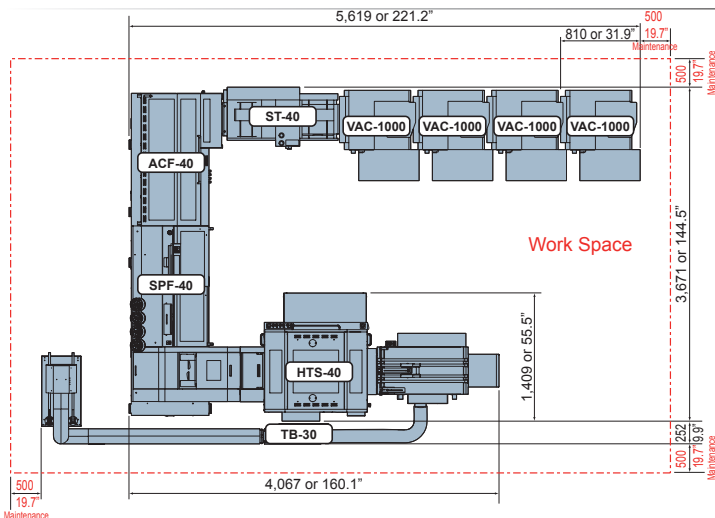 5,619 or 221.2”
500
19.7”
Maintenance
810 or 31.9”
500
19.7”
Maintenance
ST-40
VAC-1000
VAC-1000
VAC-1000
VAC-1000
ACF-40
Work Space
3,671 or 144.5”
SPF-40
1,409 or 55.5”
HTS-40
TB-30
252
9.9”
500
19.7”
Maintenance
500
19.7”
Maintenance
4,067 or 160.1”